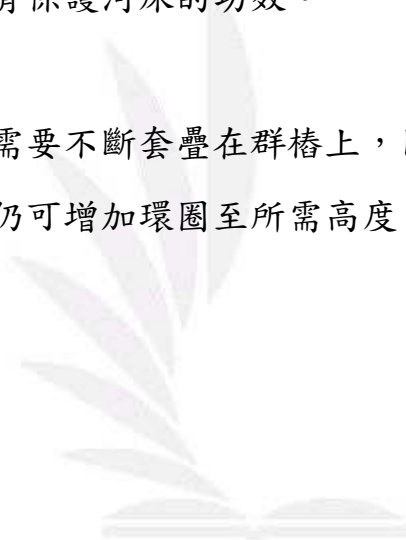 有保護河床的功效。
需要不斷套疊在群樁上，
仍可增加環圈至所需高度